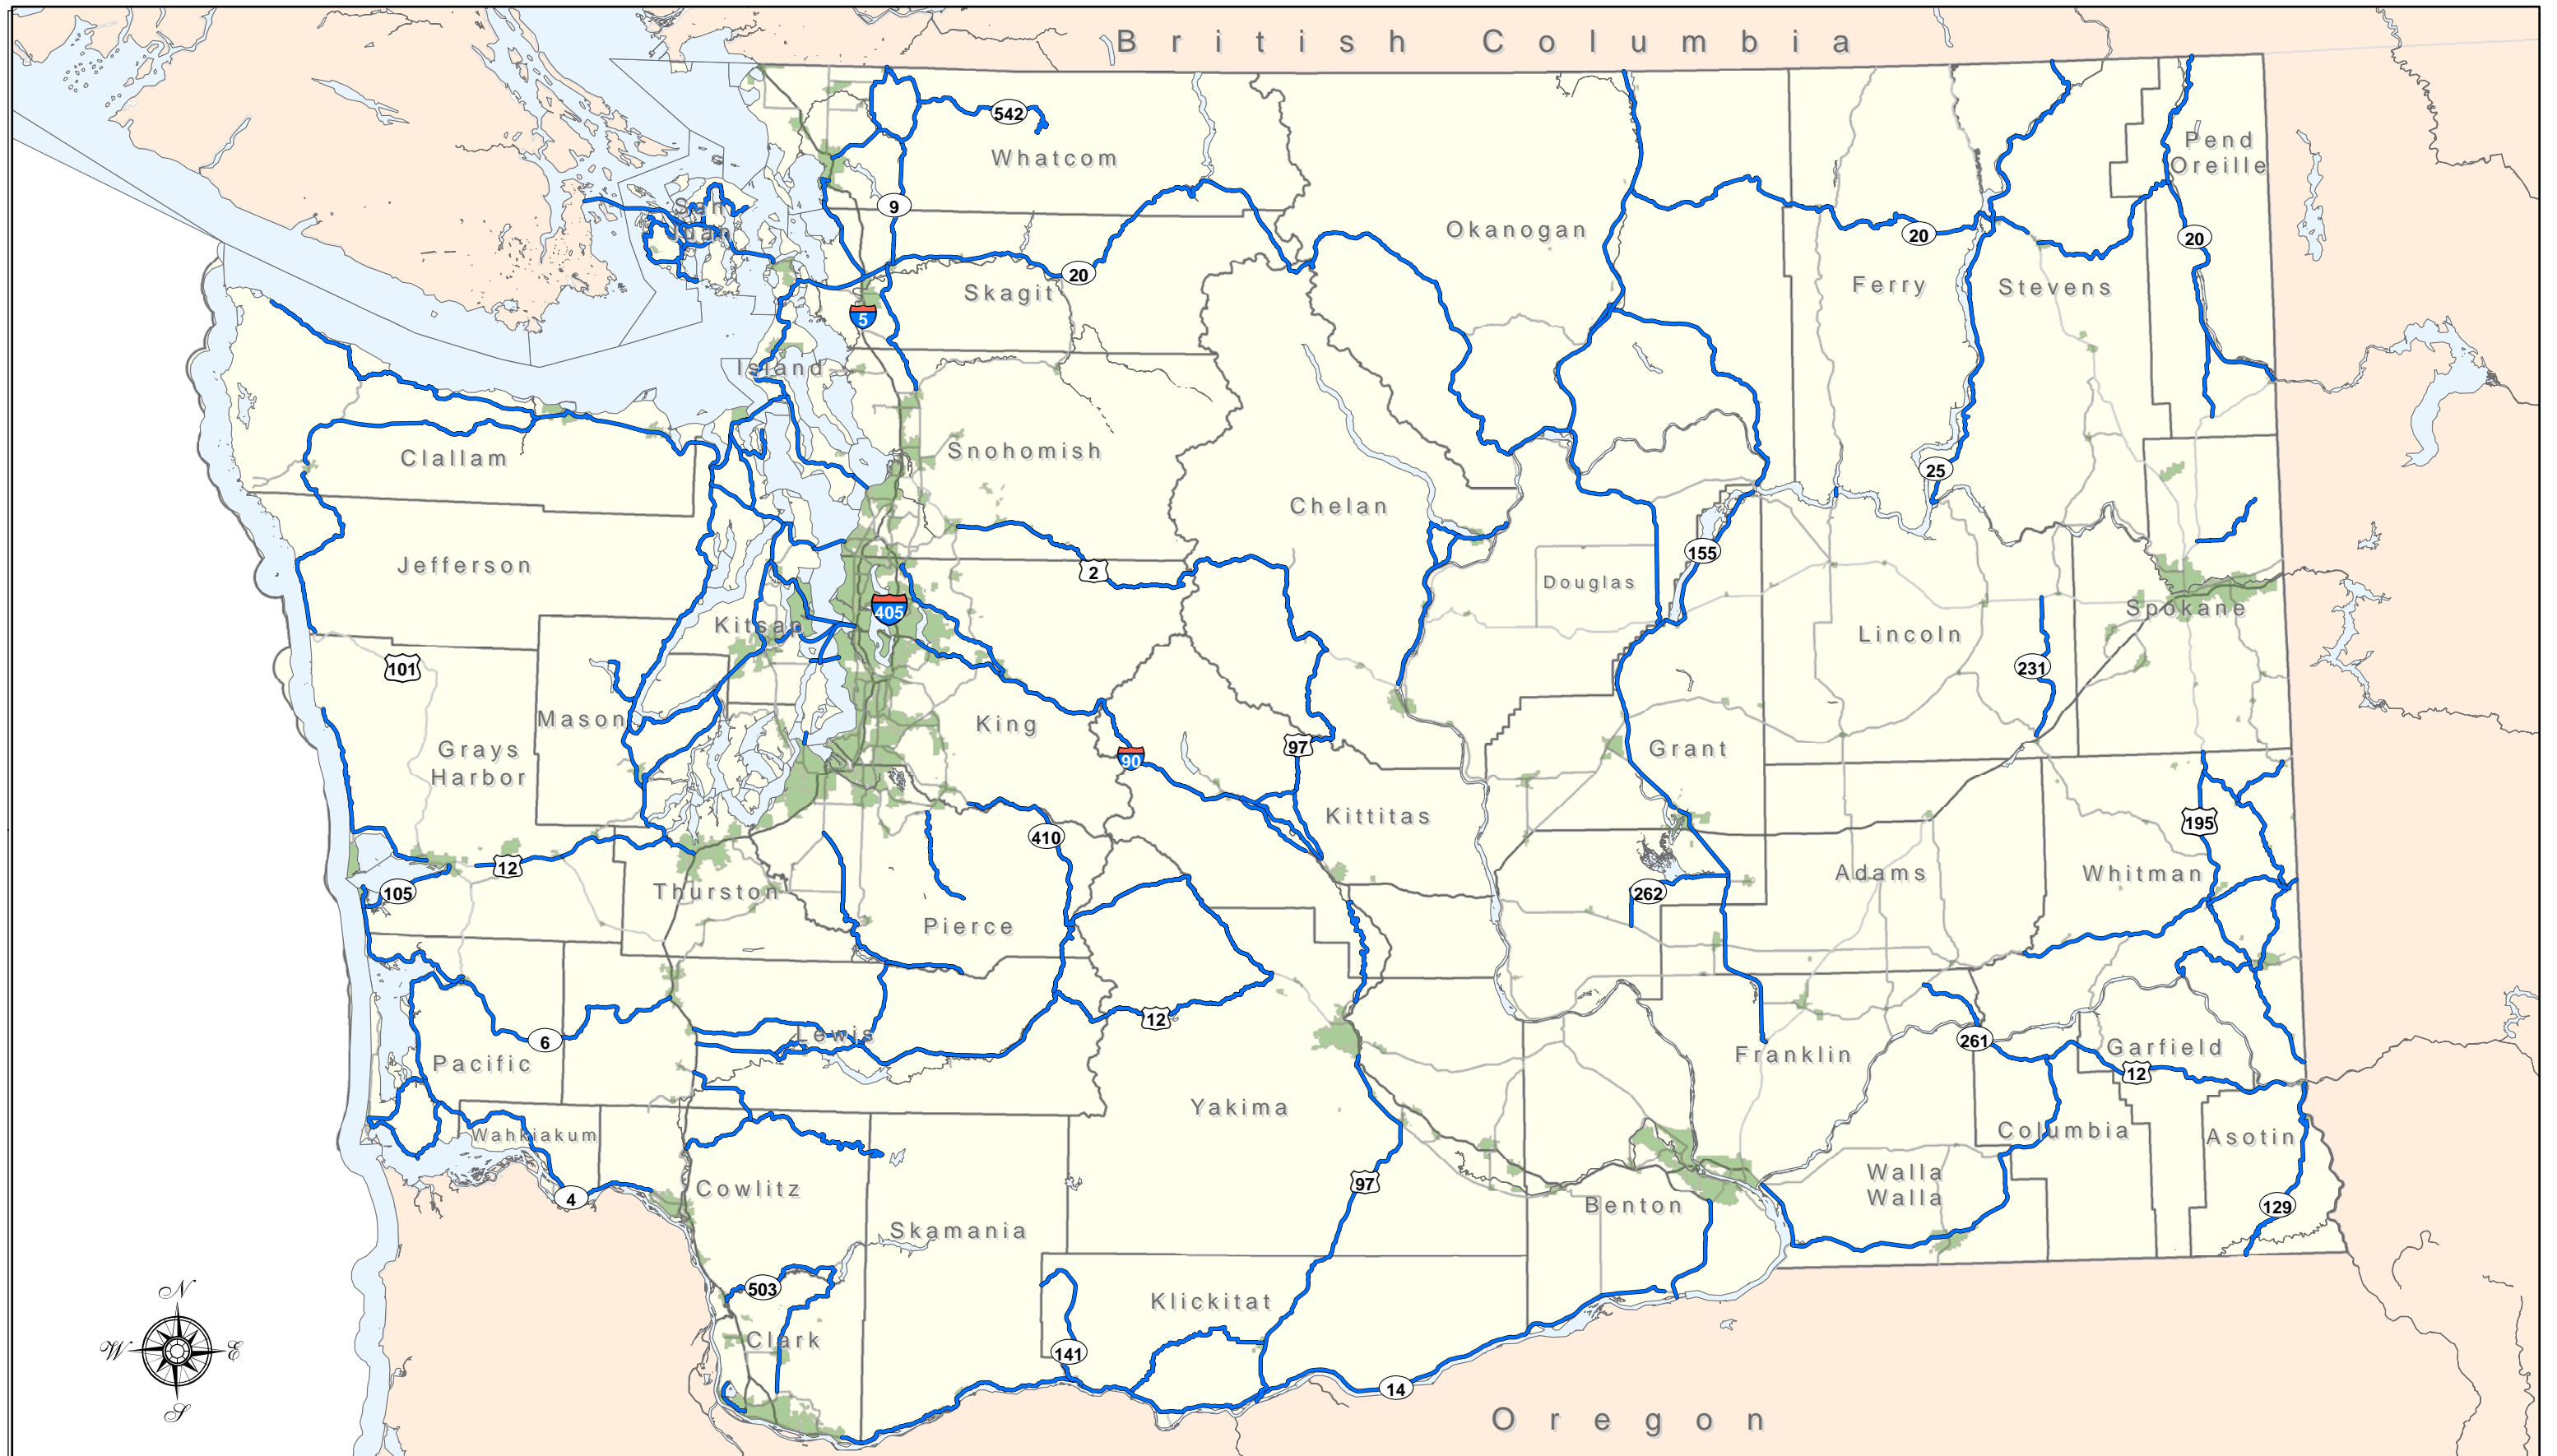 British Columbia
542
Whatcom
Pend
Oreille
San
Juan
9
Okanogan
20
20
20
Skagit
Ferry
Stevens
5
Island
Clallam
Snohomish
25
Chelan
Jefferson
2
155
Douglas
405
Kitsap
Spokane
Lincoln
101
231
Mason
King
Grays
Harbor
97
90
Grant
Kittitas
195
410
12
Adams
Whitman
105
Thurston
262
Pierce
12
6
Lewis
Pacific
Franklin
261
Garfield
12
Yakima
Wahkiakum
Columbia
Asotin
Walla
Walla
97
4
Cowlitz
Benton
129
Skamania
N
503
Klickitat
W
E
Clark
141
14
S
Oregon